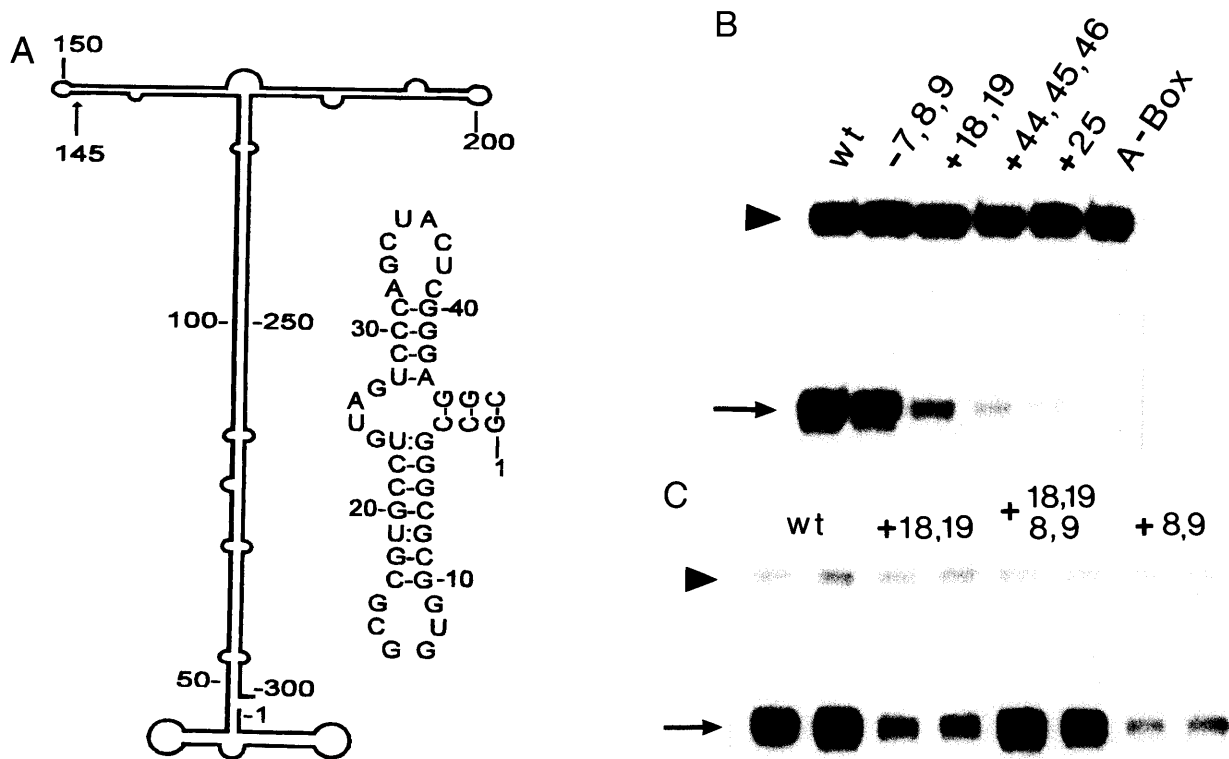 A
150
145
200
100-
-250
50-
-300
-1
U A
C C
G U
A C
C-G-40
30-C-G
C-G
U-A
G
A
U
G
G G C
C C G
1
U:G
C-G
C-G
20-G-C
U:G
G-C
C-G-10
G G
C U
G G
B
wt
-7,8,9
+18,19
+44,45,46
+25
A-Box
C
wt
+18,19
+18,19
8,9
+8,9